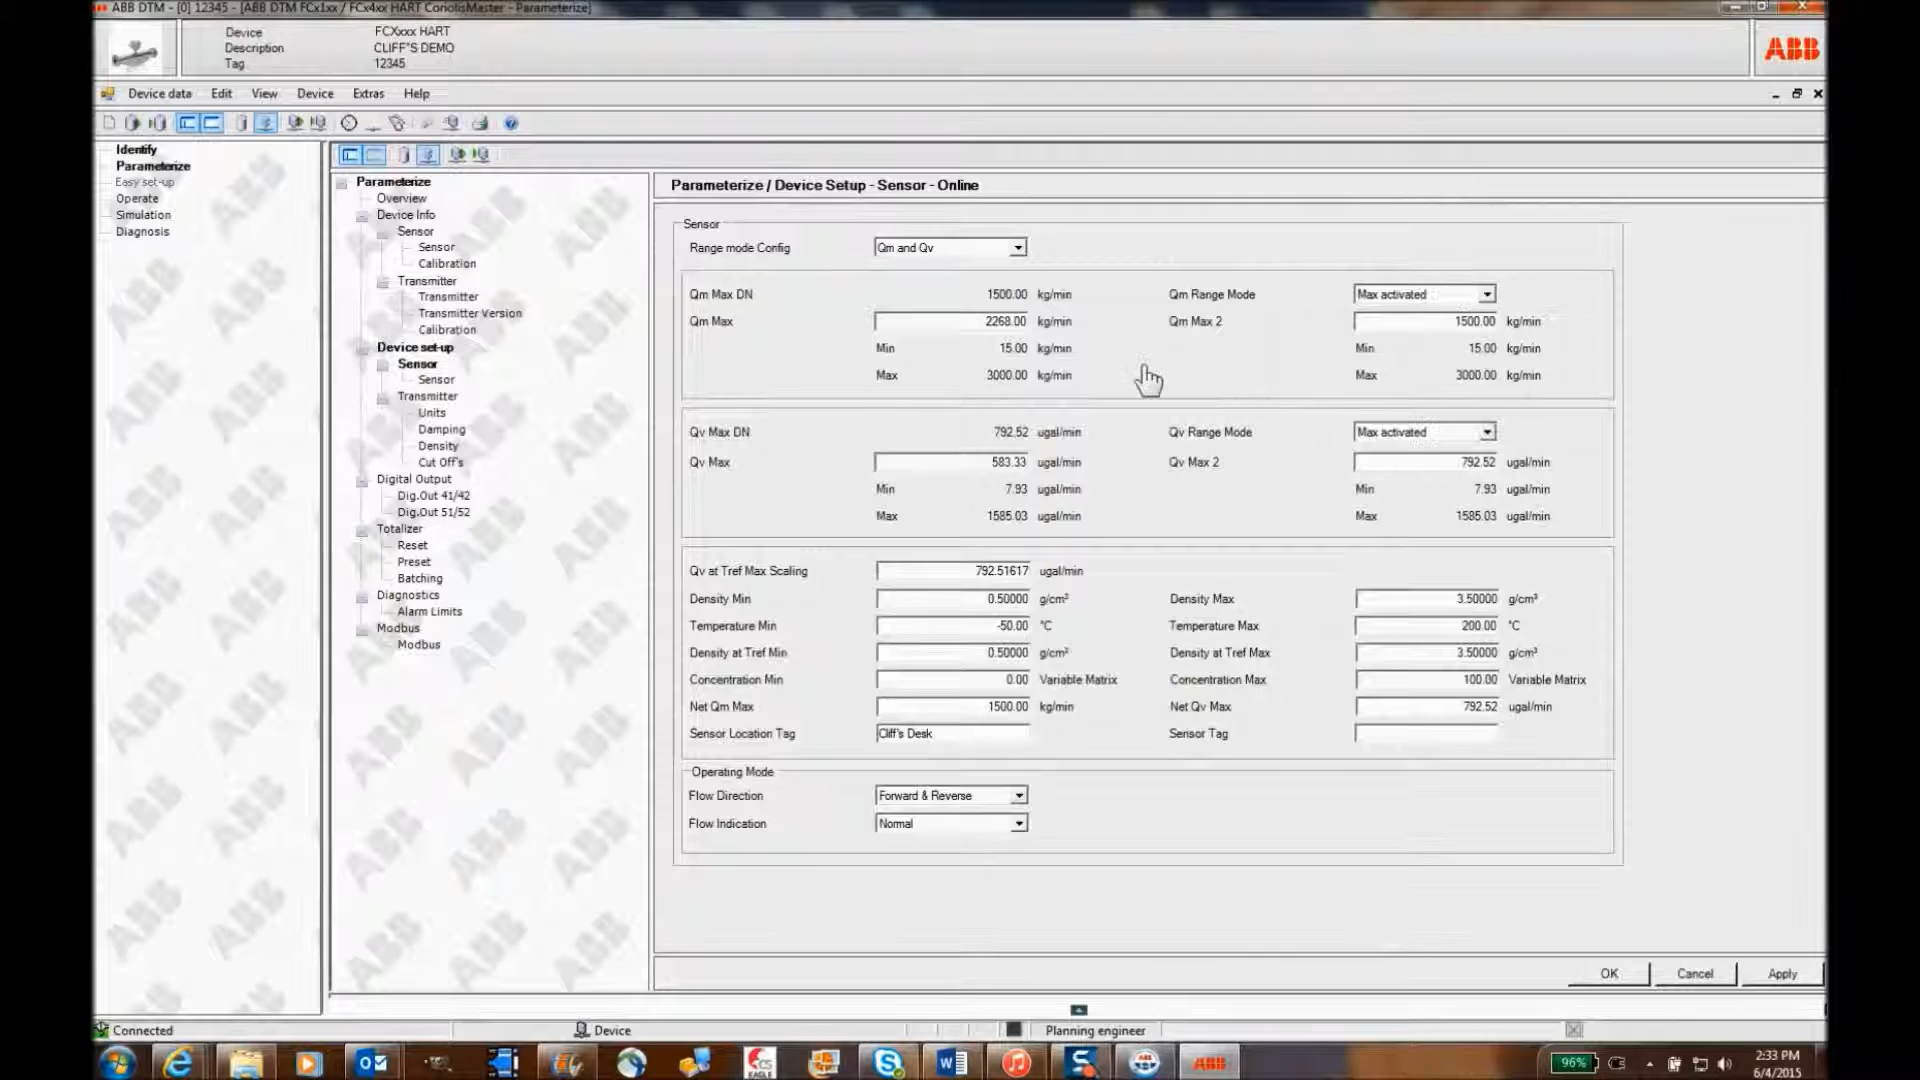 ABB DTM - [0] 12345 - [ABB DTM FCx1xx / FCx4xx HART CoriolisMaster - Parameterize]
Device FCXxxx HART
Description CLIFF"S DEMO
Tag 12345
ABB
Device data Edit View Device Extras Help
Identify
Parameterize
Easy set-up
Operate
Simulation
Diagnosis
Parameterize
Overview
Device Info
Sensor
Sensor
Calibration
Transmitter
Transmitter
Transmitter Version
Calibration
Device set-up
Sensor
Sensor
Transmitter
Units
Damping
Density
Cut Off's
Digital Output
Dig.Out 41/42
Dig.Out 51/52
Totalizer
Reset
Preset
Batching
Diagnostics
Alarm Limits
Modbus
Modbus
Parameterize / Device Setup - Sensor - Online
Sensor
Range mode Config Qm and Qv
Qm Max DN 1500.00 kg/min Qm Range Mode Max activated
Qm Max 2268.00 kg/min Qm Max 2 1500.00 kg/min
Min 15.00 kg/min Min 15.00 kg/min
Max 3000.00 kg/min Max 3000.00 kg/min
Qv Max DN 792.52 ugal/min Qv Range Mode Max activated
Qv Max 583.33 ugal/min Qv Max 2 792.52 ugal/min
Min 7.93 ugal/min Min 7.93 ugal/min
Max 1585.03 ugal/min Max 1585.03 ugal/min
Qv at Tref Max Scaling 792.51617 ugal/min
Density Min 0.50000 g/cm³ Density Max 3.50000 g/cm³
Temperature Min -50.00 °C Temperature Max 200.00 °C
Density at Tref Min 0.50000 g/cm³ Density at Tref Max 3.50000 g/cm³
Concentration Min 0.00 Variable Matrix Concentration Max 100.00 Variable Matrix
Net Qm Max 1500.00 kg/min Net Qv Max 792.52 ugal/min
Sensor Location Tag Cliff's Desk Sensor Tag
Operating Mode
Flow Direction Forward & Reverse
Flow Indication Normal
OK Cancel Apply
Connected Device Planning engineer
CS
EAGLE
ABB
96%
2:33 PM
6/4/2015